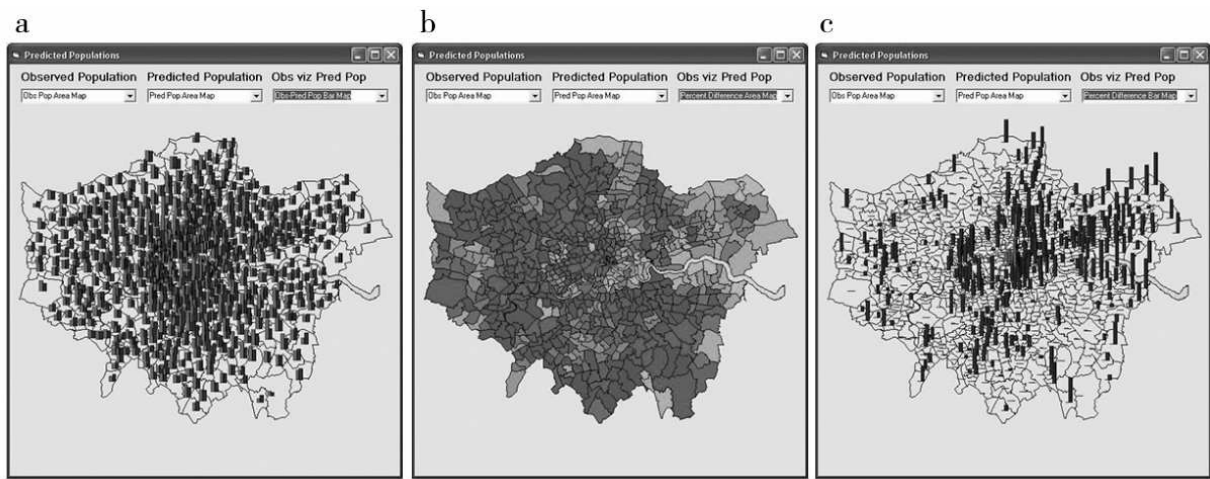 a b c
Predicted Populations Predicted Populations Predicted Populations
Observed Population Predicted Population Obs viz Pred Pop
Obs Pop Area Map Pred Pop Area Map Obs-Pred Pop Bar Map
Observed Population Predicted Population Obs viz Pred Pop
Obs Pop Area Map Pred Pop Area Map Percent Difference Area Map
Observed Population Predicted Population Obs viz Pred Pop
Obs Pop Area Map Pred Pop Area Map Percent Difference Bar Map